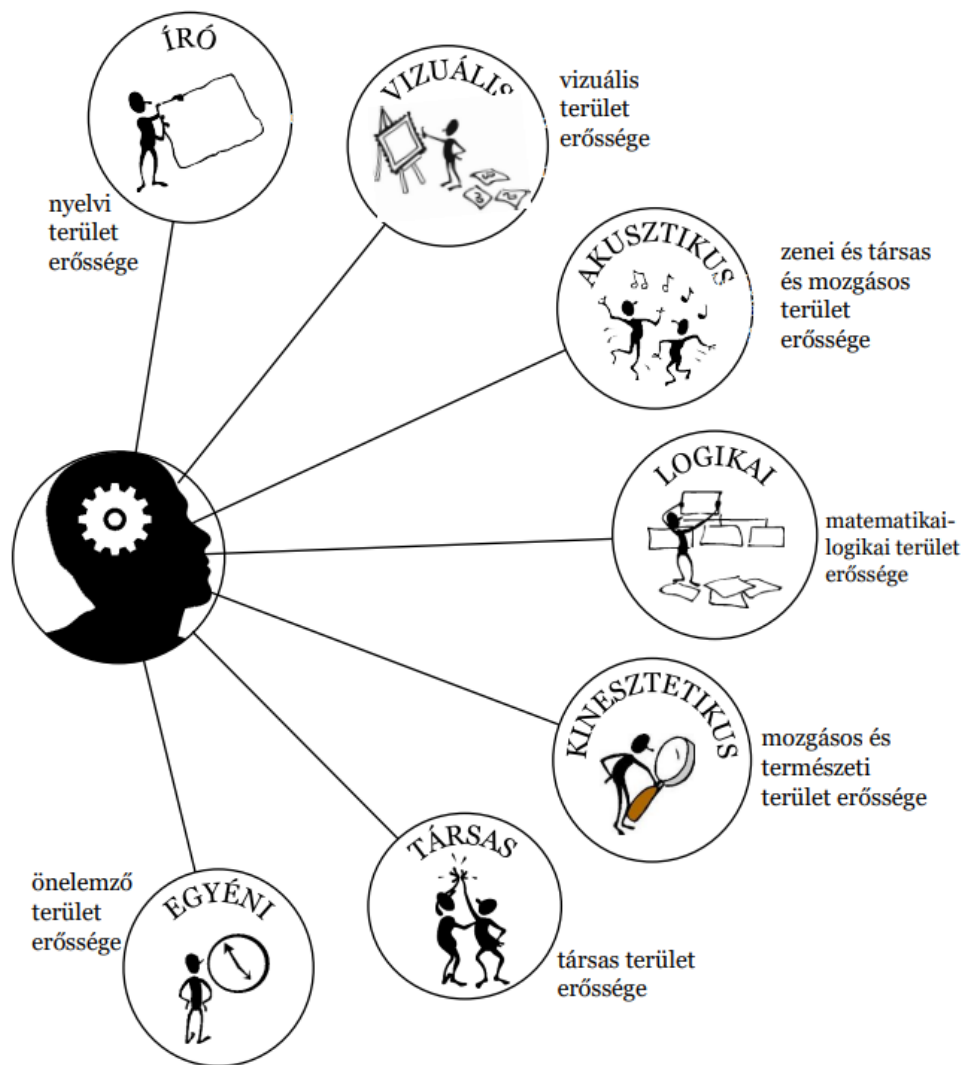 ÍRÓ
nyelvi
terület
erőssége
VIZUÁLIS
vizuális
terület
erőssége
AKUSZTIKUS
zenei és társas
és mozgásos
terület
erőssége
LOGIKAI
matematikai-
logikai terület
erőssége
KINESZTETIKUS
mozgásos és
természeti
terület erőssége
TÁRSAS
társas terület
erőssége
EGYÉNI
önelemző
terület
erőssége